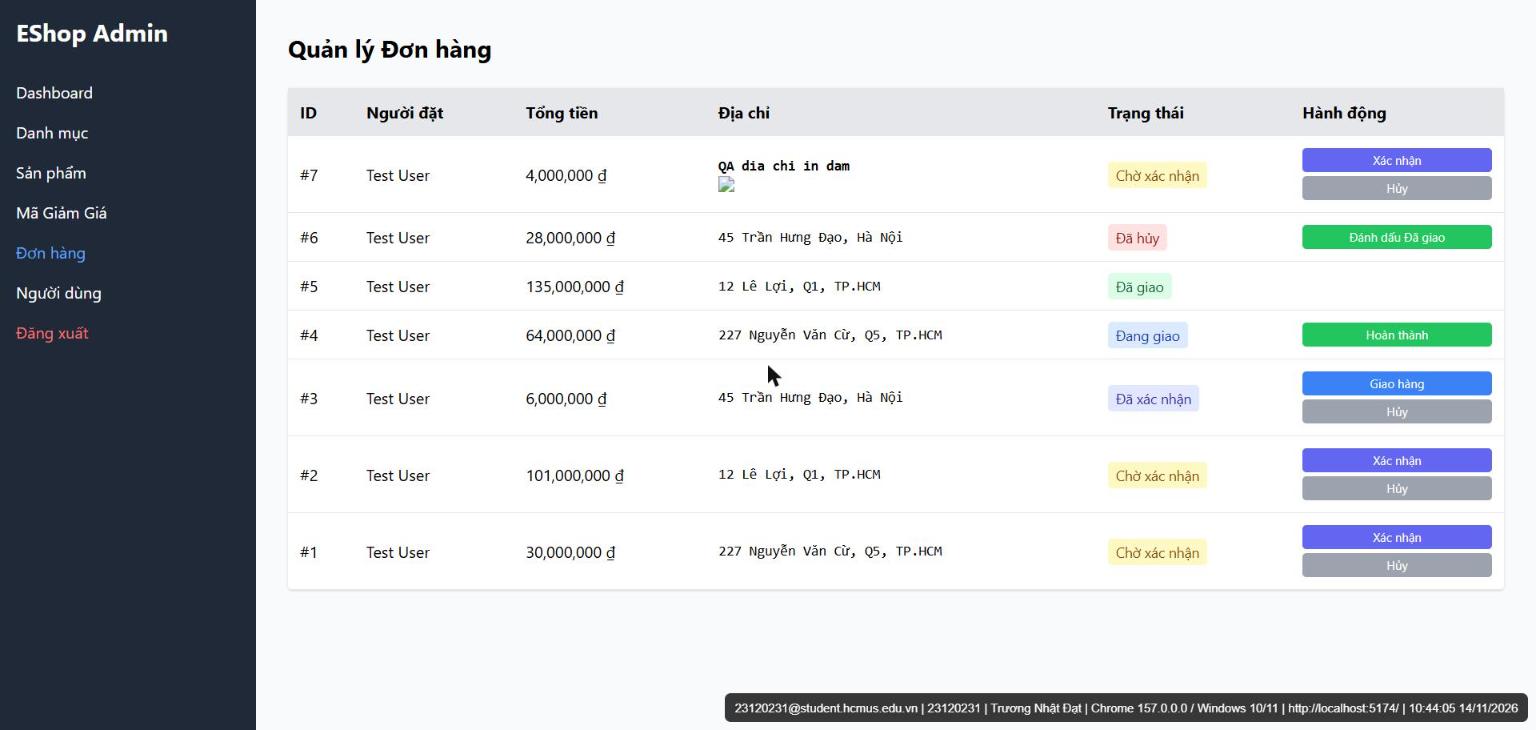 EShop Admin
Dashboard
Danh mục
Sản phẩm
Mã Giảm Giá
Đơn hàng
Người dùng
Đăng xuất
Quản lý Đơn hàng
ID Người đặt Tổng tiền Địa chỉ Trạng thái Hành động
#7 Test User 4,000,000 ₫ QA dia chi in dam Chờ xác nhận Xác nhận
Hủy
#6 Test User 28,000,000 ₫ 45 Trần Hưng Đạo, Hà Nội Đã hủy Đánh dấu Đã giao
#5 Test User 135,000,000 ₫ 12 Lê Lợi, Q1, TP.HCM Đã giao
#4 Test User 64,000,000 ₫ 227 Nguyễn Văn Cừ, Q5, TP.HCM Đang giao Hoàn thành
#3 Test User 6,000,000 ₫ 45 Trần Hưng Đạo, Hà Nội Đã xác nhận Giao hàng
Hủy
#2 Test User 101,000,000 ₫ 12 Lê Lợi, Q1, TP.HCM Chờ xác nhận Xác nhận
Hủy
#1 Test User 30,000,000 ₫ 227 Nguyễn Văn Cừ, Q5, TP.HCM Chờ xác nhận Xác nhận
Hủy
23120231@student.hcmus.edu.vn | 23120231 | Trương Nhật Đạt | Chrome 157.0.0.0 / Windows 10/11 | http://localhost:5174/ | 10:44:05 14/11/2026